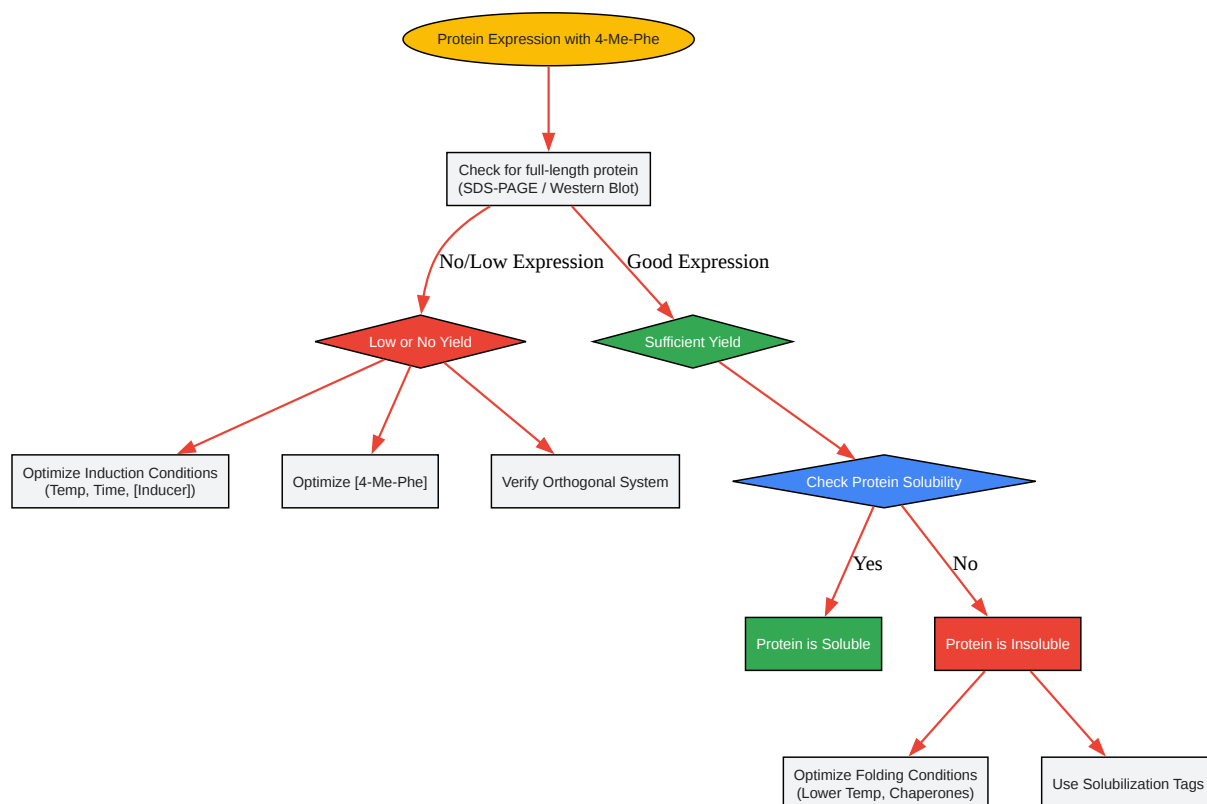 Protein Expression with 4-Me-Phe
Check for full-length protein
(SDS-PAGE / Western Blot)
No/Low Expression
Good Expression
Low or No Yield
Sufficient Yield
Optimize Induction Conditions
(Temp, Time, [Inducer])
Optimize [4-Me-Phe]
Verify Orthogonal System
Check Protein Solubility
Yes
No
Protein is Soluble
Protein is Insoluble
Optimize Folding Conditions
(Lower Temp, Chaperones)
Use Solubilization Tags